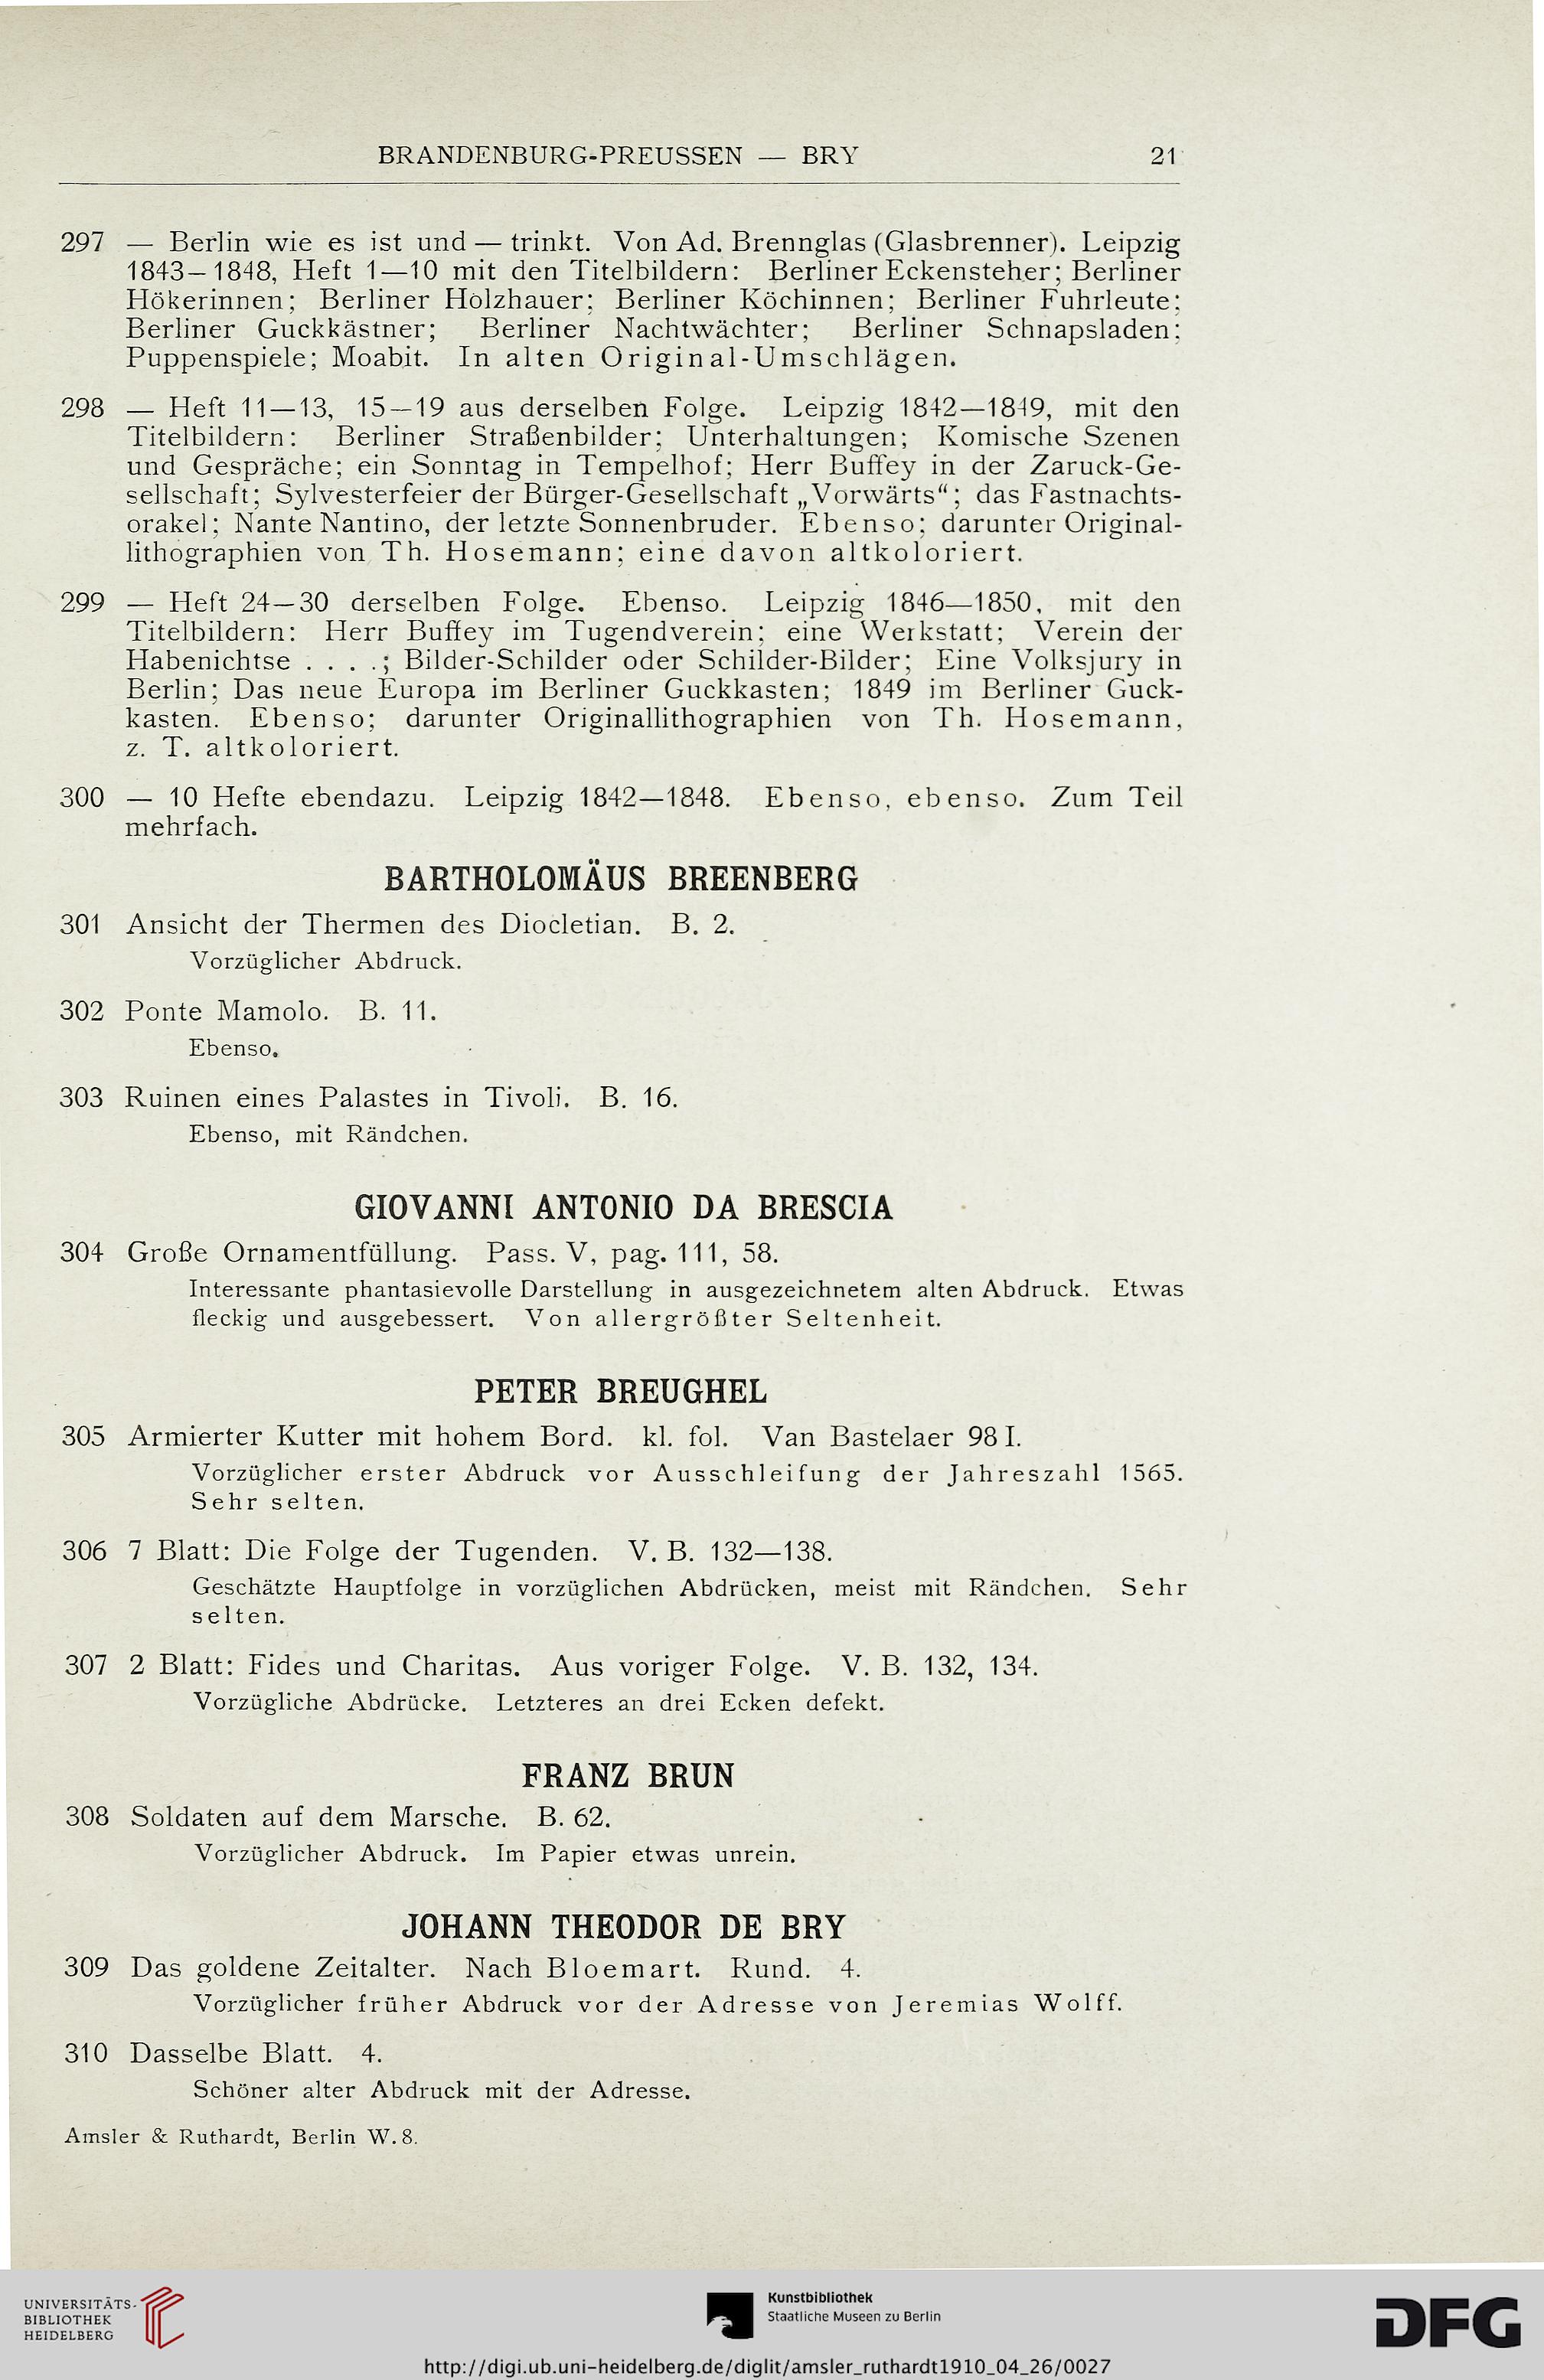 BRANDENBURG-PREUSSEN — BRY 21
297 — Berlin wie es ist und — trinkt. Von Ad. Brennglas (Glasbrenner). Leipzig
1843–1848, Heft 1—10 mit den Titelbildern: Berliner Eckensteher; Berliner
Hökerinnen; Berliner Holzhauer; Berliner Köchinnen; Berliner Fuhrleute;
Berliner Guckkästner; Berliner Nachtwächter; Berliner Schnapsladen;
Puppenspiele; Moabit. In alten Original-Umschlägen.
298 — Heft 11—13, 15—19 aus derselben Folge. Leipzig 1842—1849, mit den
Titelbildern: Berliner Straßenbilder; Unterhaltungen; Komische Szenen
und Gespräche; ein Sonntag in Tempelhof; Herr Buffey in der Zaruck-Ge-
sellschaft; Sylvesterfeier der Bürger-Gesellschaft „Vorwärts“; das Fastnachts-
orakel; Nante Nantino, der letzte Sonnenbruder. Ebenso; darunter Original-
lithographien von Th. Hosemann; eine davon altkoloriert.
299 — Heft 24—30 derselben Folge. Ebenso. Leipzig 1846—1850, mit den
Titelbildern: Herr Buffey im Tugendverein; eine Werkstatt; Verein der
Habenichtse . . . .; Bilder-Schilder oder Schilder-Bilder; Eine Volksjury in
Berlin; Das neue Europa im Berliner Guckkasten; 1849 im Berliner Guck-
kasten. Ebenso; darunter Originallithographien von Th. Hosemann,
z. T. altkoloriert.
300 — 10 Hefte ebendazu. Leipzig 1842—1848. Ebenso, ebenso. Zum Teil
mehrfach.
BARTHOLOMÄUS BREENBERG
301 Ansicht der Thermen des Diocletian. B. 2.
Vorzüglicher Abdruck.
302 Ponte Mamolo. B. 11.
Ebenso.
303 Ruinen eines Palastes in Tivoli. B. 16.
Ebenso, mit Rändchen.
GIOVANNI ANTONIO DA BRESCIA
304 Große Ornamentfüllung. Pass. V, pag. 111, 58.
Interessante phantasievolle Darstellung in ausgezeichnetem alten Abdruck. Etwas
fleckig und ausgebessert. Von allergrößter Seltenheit.
PETER BREUGHEL
305 Armierter Kutter mit hohem Bord. kl. fol. Van Bastelaer 98 I.
Vorzüglicher erster Abdruck vor Ausschleifung der Jahreszahl 1565.
Sehr selten.
306 7 Blatt: Die Folge der Tugenden. V. B. 132—138.
Geschätzte Hauptfolge in vorzüglichen Abdrücken, meist mit Rändchen. Sehr
selten.
307 2 Blatt: Fides und Charitas. Aus voriger Folge. V. B. 132, 134.
Vorzügliche Abdrücke. Letzteres an drei Ecken defekt.
FRANZ BRUN
308 Soldaten auf dem Marsche. B. 62.
Vorzüglicher Abdruck. Im Papier etwas unrein.
JOHANN THEODOR DE BRY
309 Das goldene Zeitalter. Nach Bloemart. Rund. 4.
Vorzüglicher früher Abdruck vor der Adresse von Jeremias Wolff.
310 Dasselbe Blatt. 4.
Schöner alter Abdruck mit der Adresse.
Amsler & Ruthardt, Berlin W. 8.
UNIVERSITÄTS-
BIBLIOTHEK
HEIDELBERG
Kunstbibliothek
Staatliche Museen zu Berlin
DFG
http://digi.ub.uni-heidelberg.de/diglit/amsler_ruthardt1910_04_26/0027